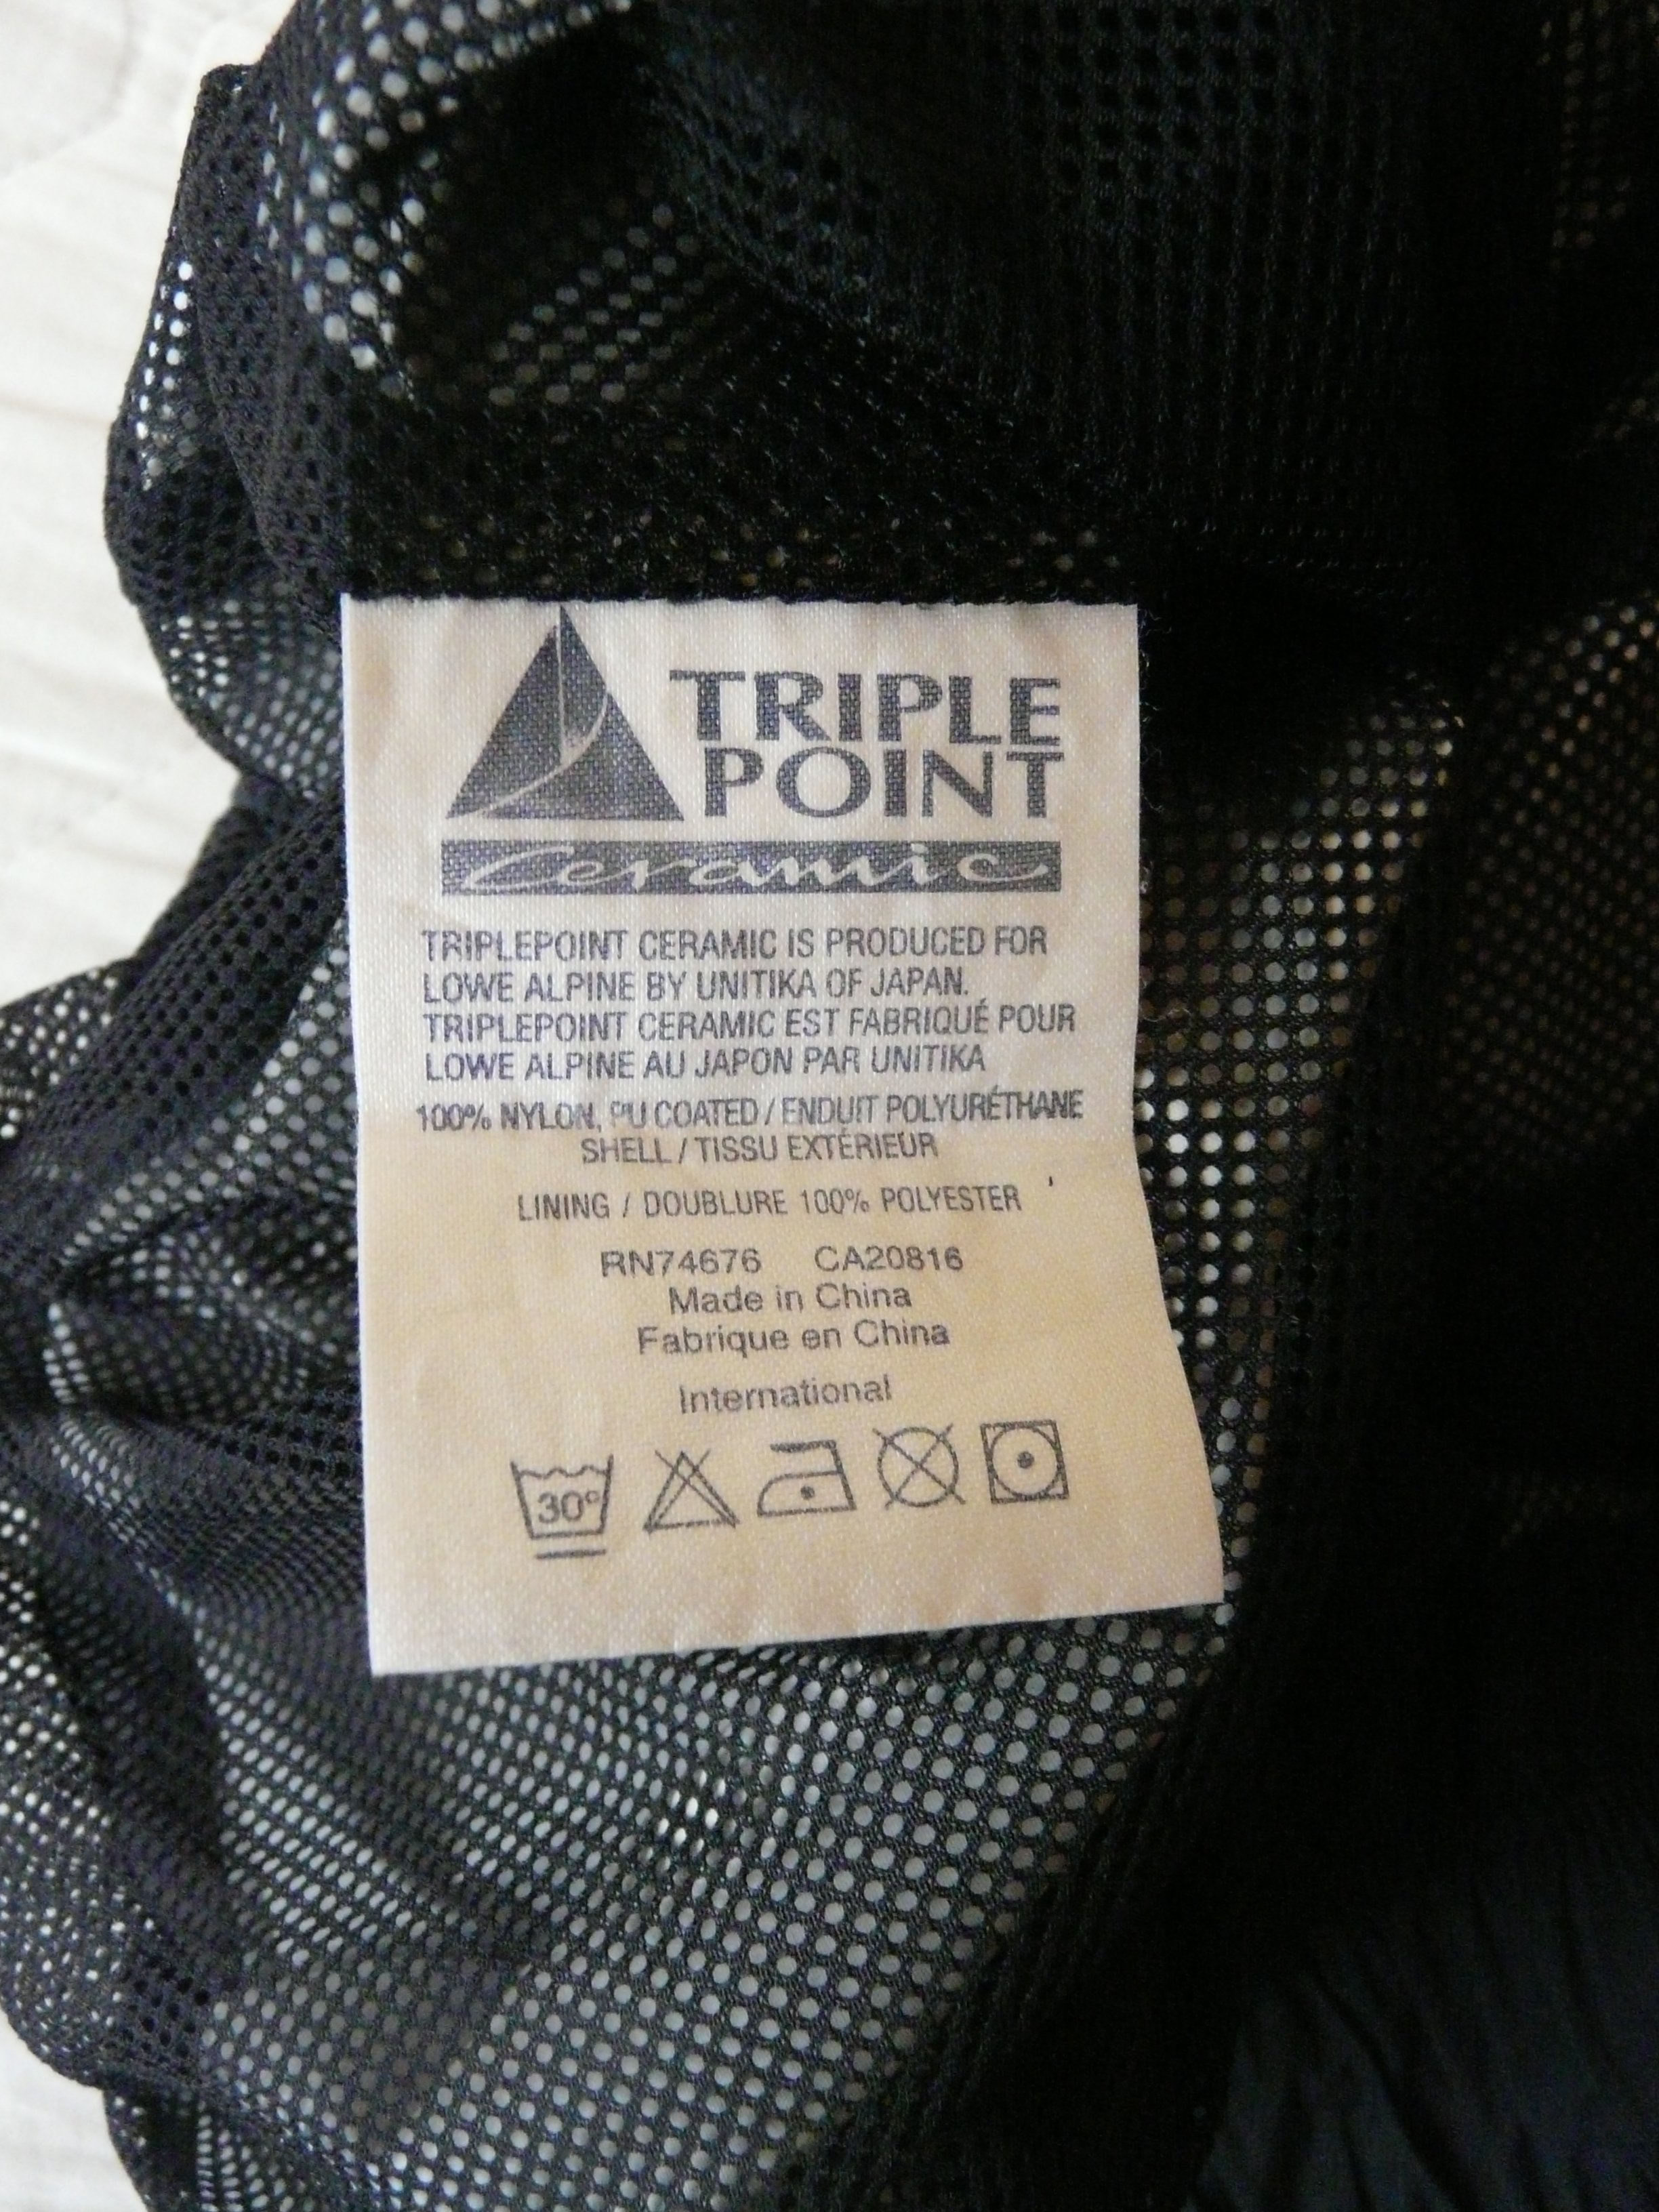 TRIPLE
POINT
Ceramic
TRIPLEPOINT CERAMIC IS PRODUCED FOR
LOWE ALPINE BY UNITIKA OF JAPAN.
TRIPLEPOINT CERAMIC EST FABRIQUÉ POUR
LOWE ALPINE AU JAPON PAR UNITIKA
100% NYLON, PU COATED / ENDUIT POLYURÉTHANE
SHELL / TISSU EXTÉRIEUR
LINING / DOUBLURE 100% POLYESTER
RN74676 CA20816
Made in China
Fabrique en China
International
30°